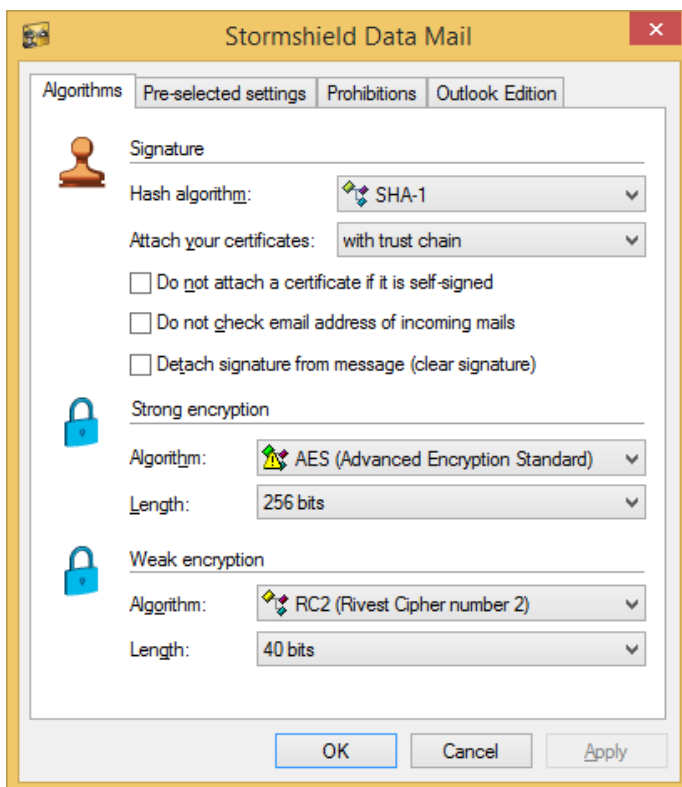 Stormshield Data Mail
Algorithms Pre-selected settings Prohibitions Outlook Edition
Signature
Hash algorithm: SHA-1
Attach your certificates: with trust chain
Do not attach a certificate if it is self-signed
Do not check email address of incoming mails
Detach signature from message (clear signature)
Strong encryption
Algorithm: AES (Advanced Encryption Standard)
Length: 256 bits
Weak encryption
Algorithm: RC2 (Rivest Cipher number 2)
Length: 40 bits
OK Cancel Apply